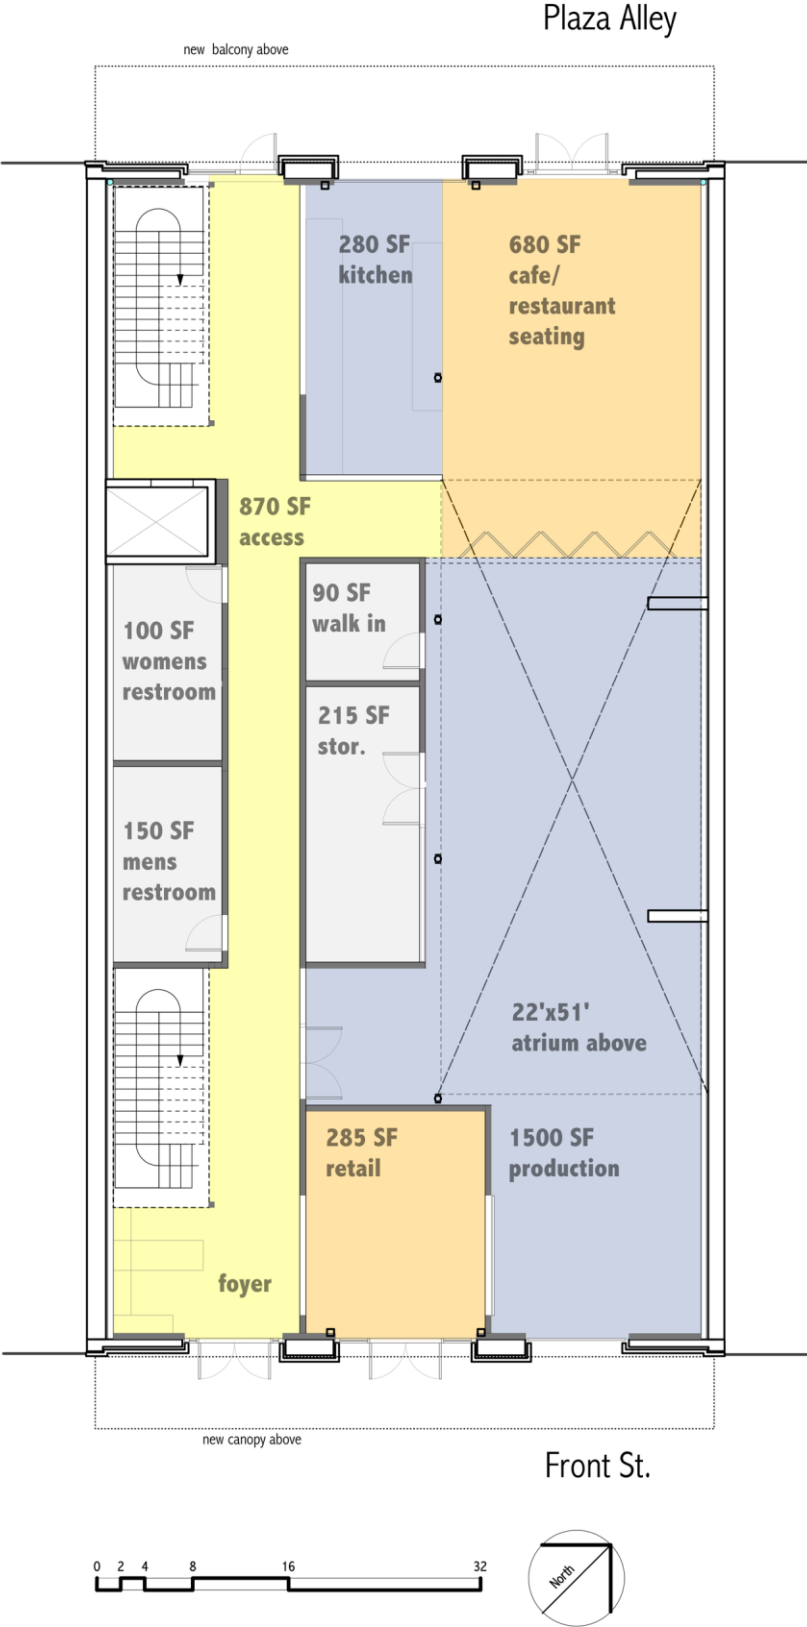 Plaza Alley
new balcony above
280 SF
kitchen
680 SF
cafe/
restaurant
seating
870 SF
access
90 SF
walk in
100 SF
womens
restroom
215 SF
stor.
150 SF
mens
restroom
22'x51'
atrium above
285 SF
retail
1500 SF
production
foyer
new canopy above
Front St.
0 2 4 8 16 32
North